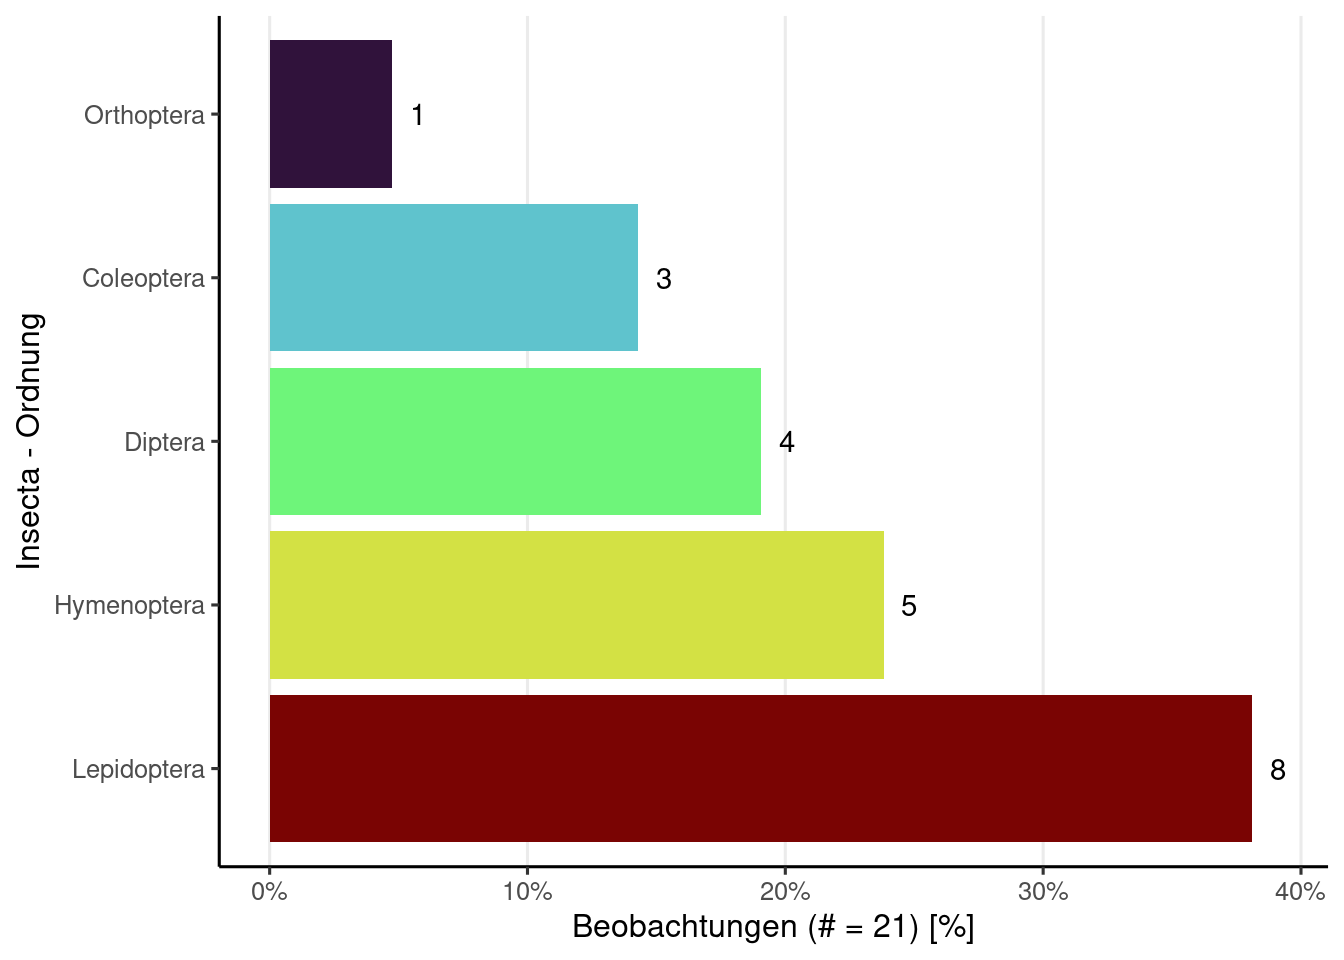 Insecta - Ordnung
Orthoptera
1
Coleoptera
3
Diptera
4
Hymenoptera
5
Lepidoptera
8
0% 10% 20% 30% 40%
Beobachtungen (# = 21) [%]